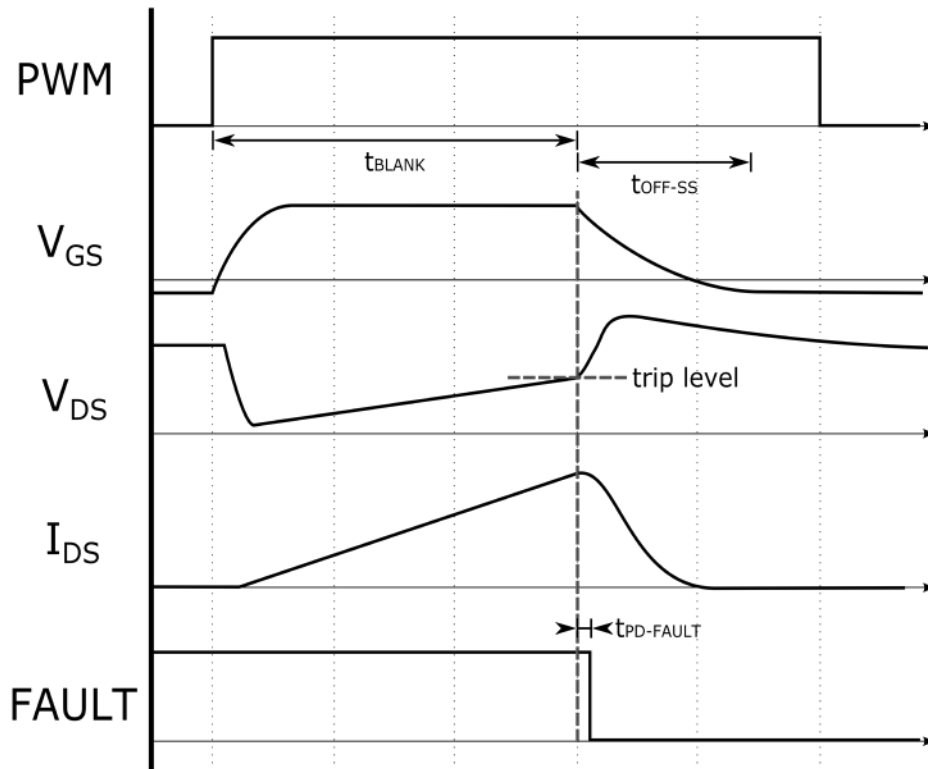 PWM
tBLANK
tOFF-SS
VGS
trip level
VDS
IDS
tPD-FAULT
FAULT